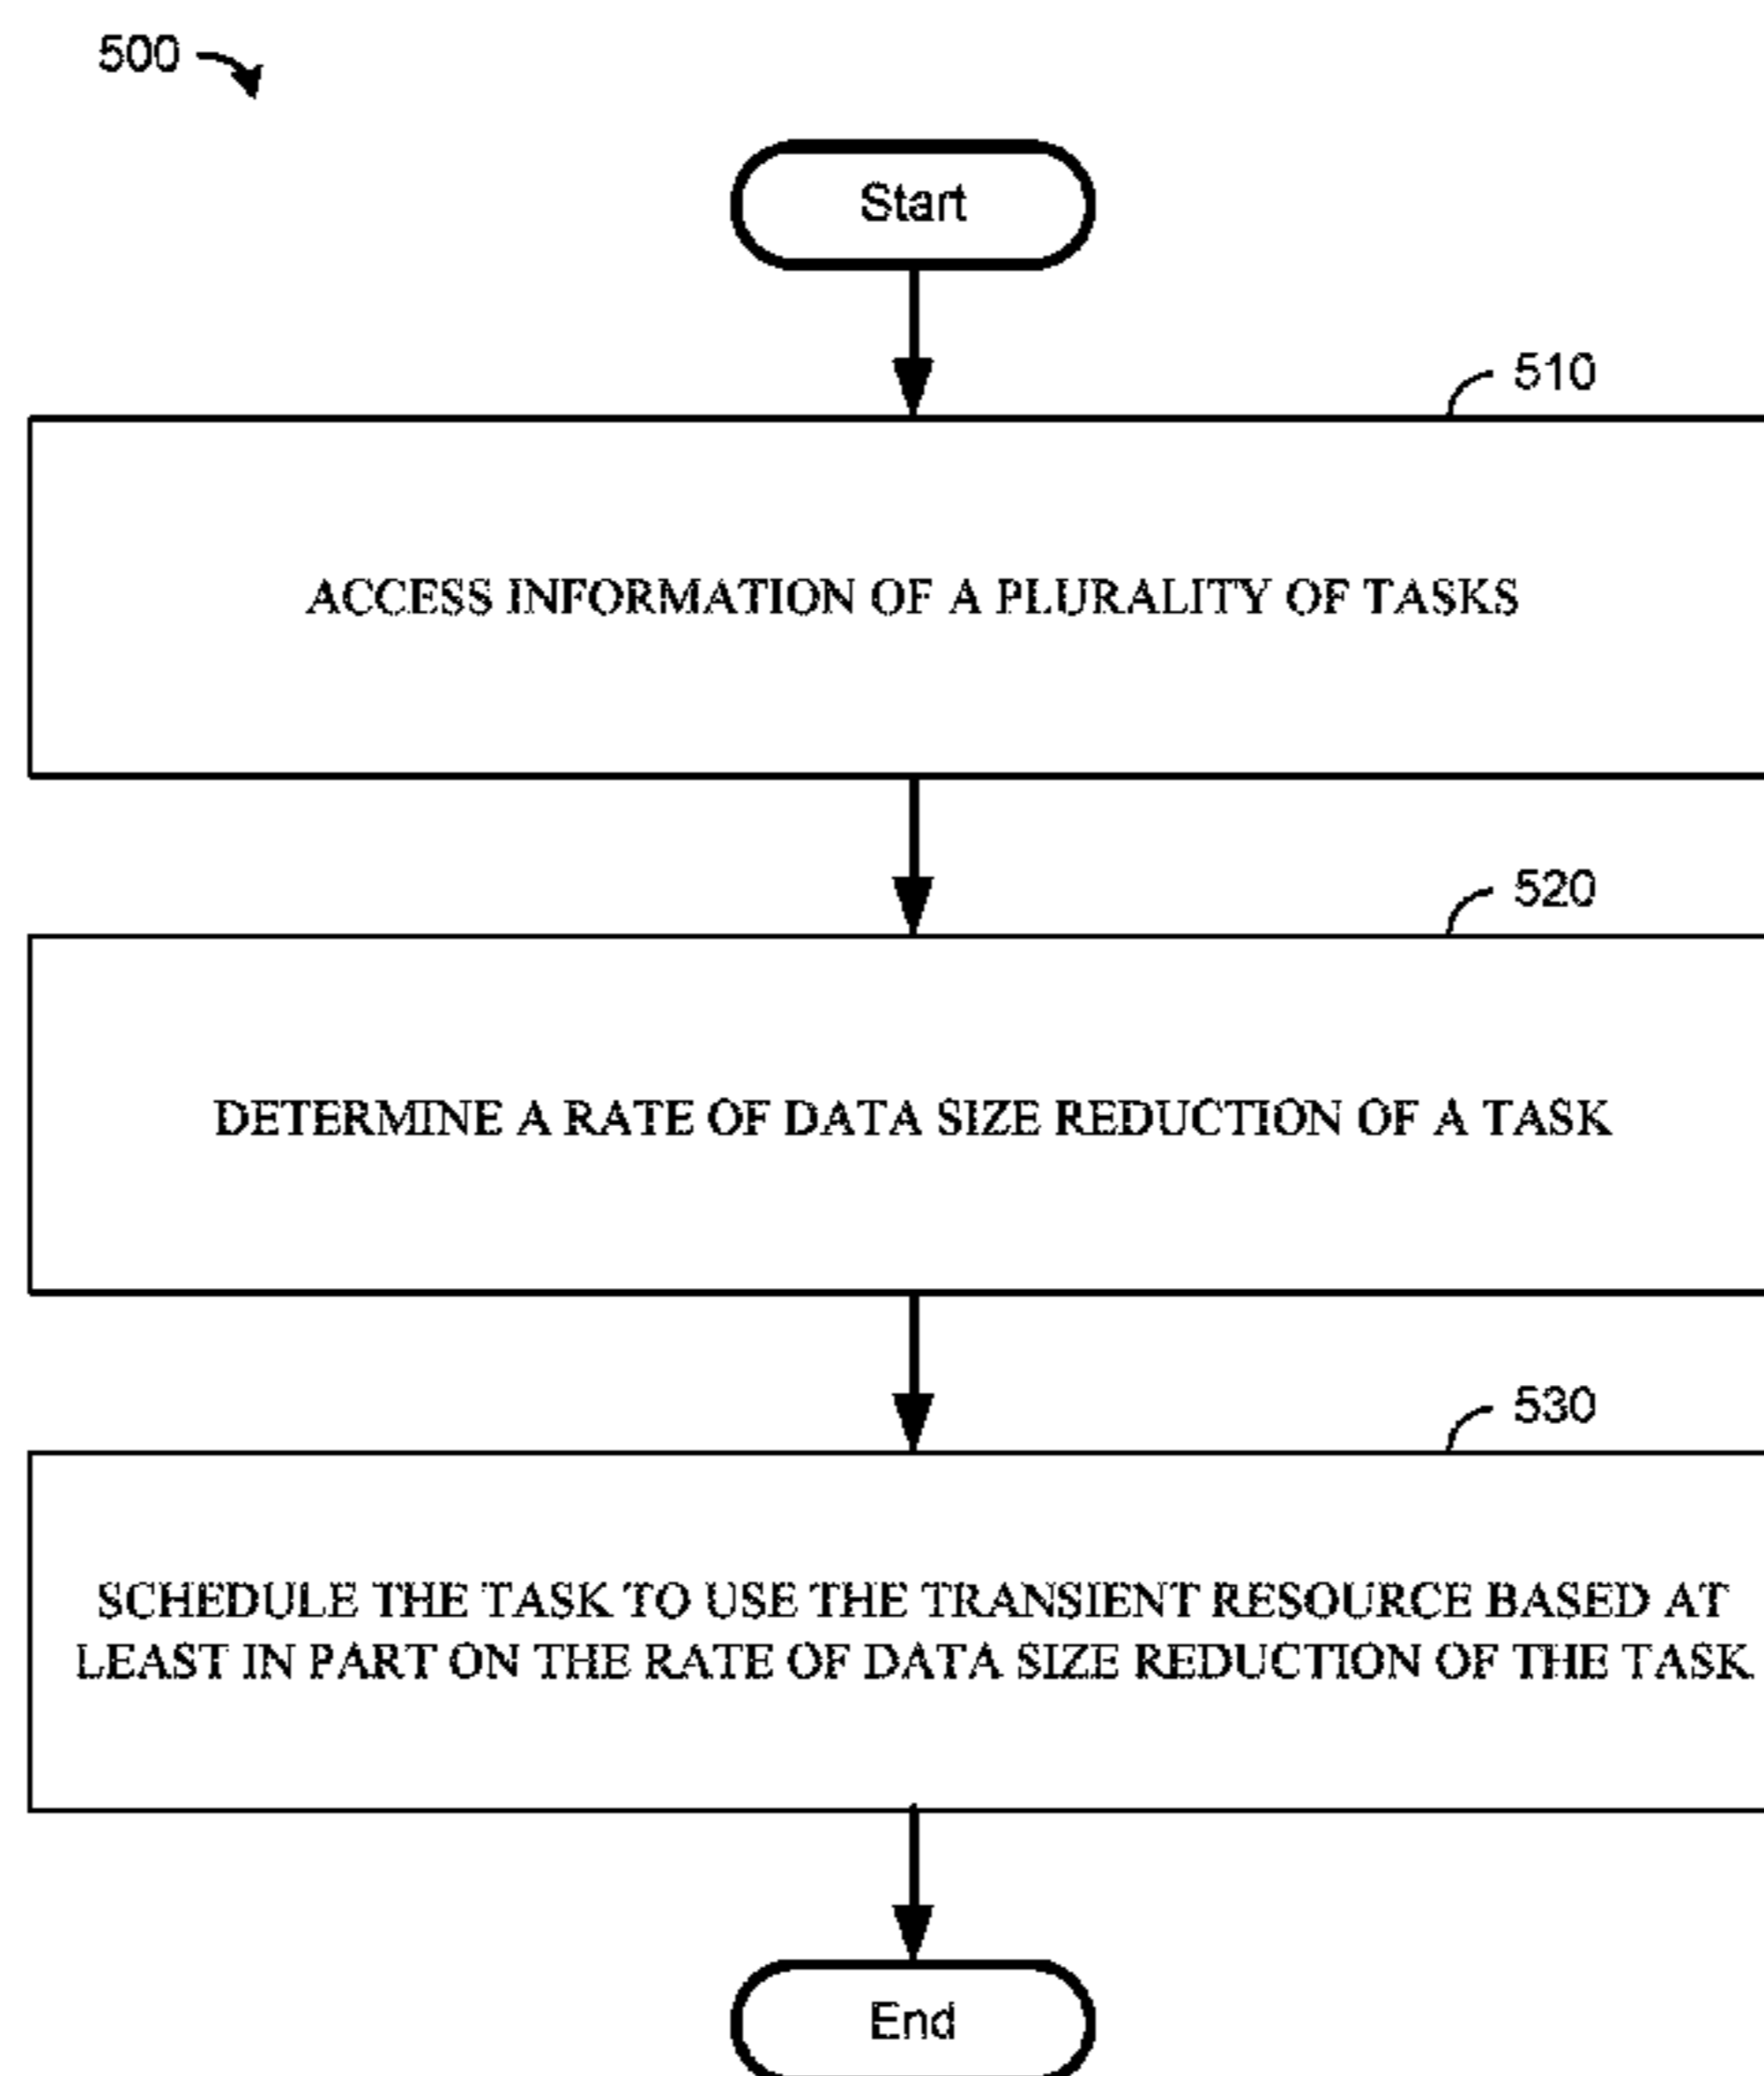 500
Start
510
ACCESS INFORMATION OF A PLURALITY OF TASKS
520
DETERMINE A RATE OF DATA SIZE REDUCTION OF A TASK
530
SCHEDULE THE TASK TO USE THE TRANSIENT RESOURCE BASED AT
LEAST IN PART ON THE RATE OF DATA SIZE REDUCTION OF THE TASK
End